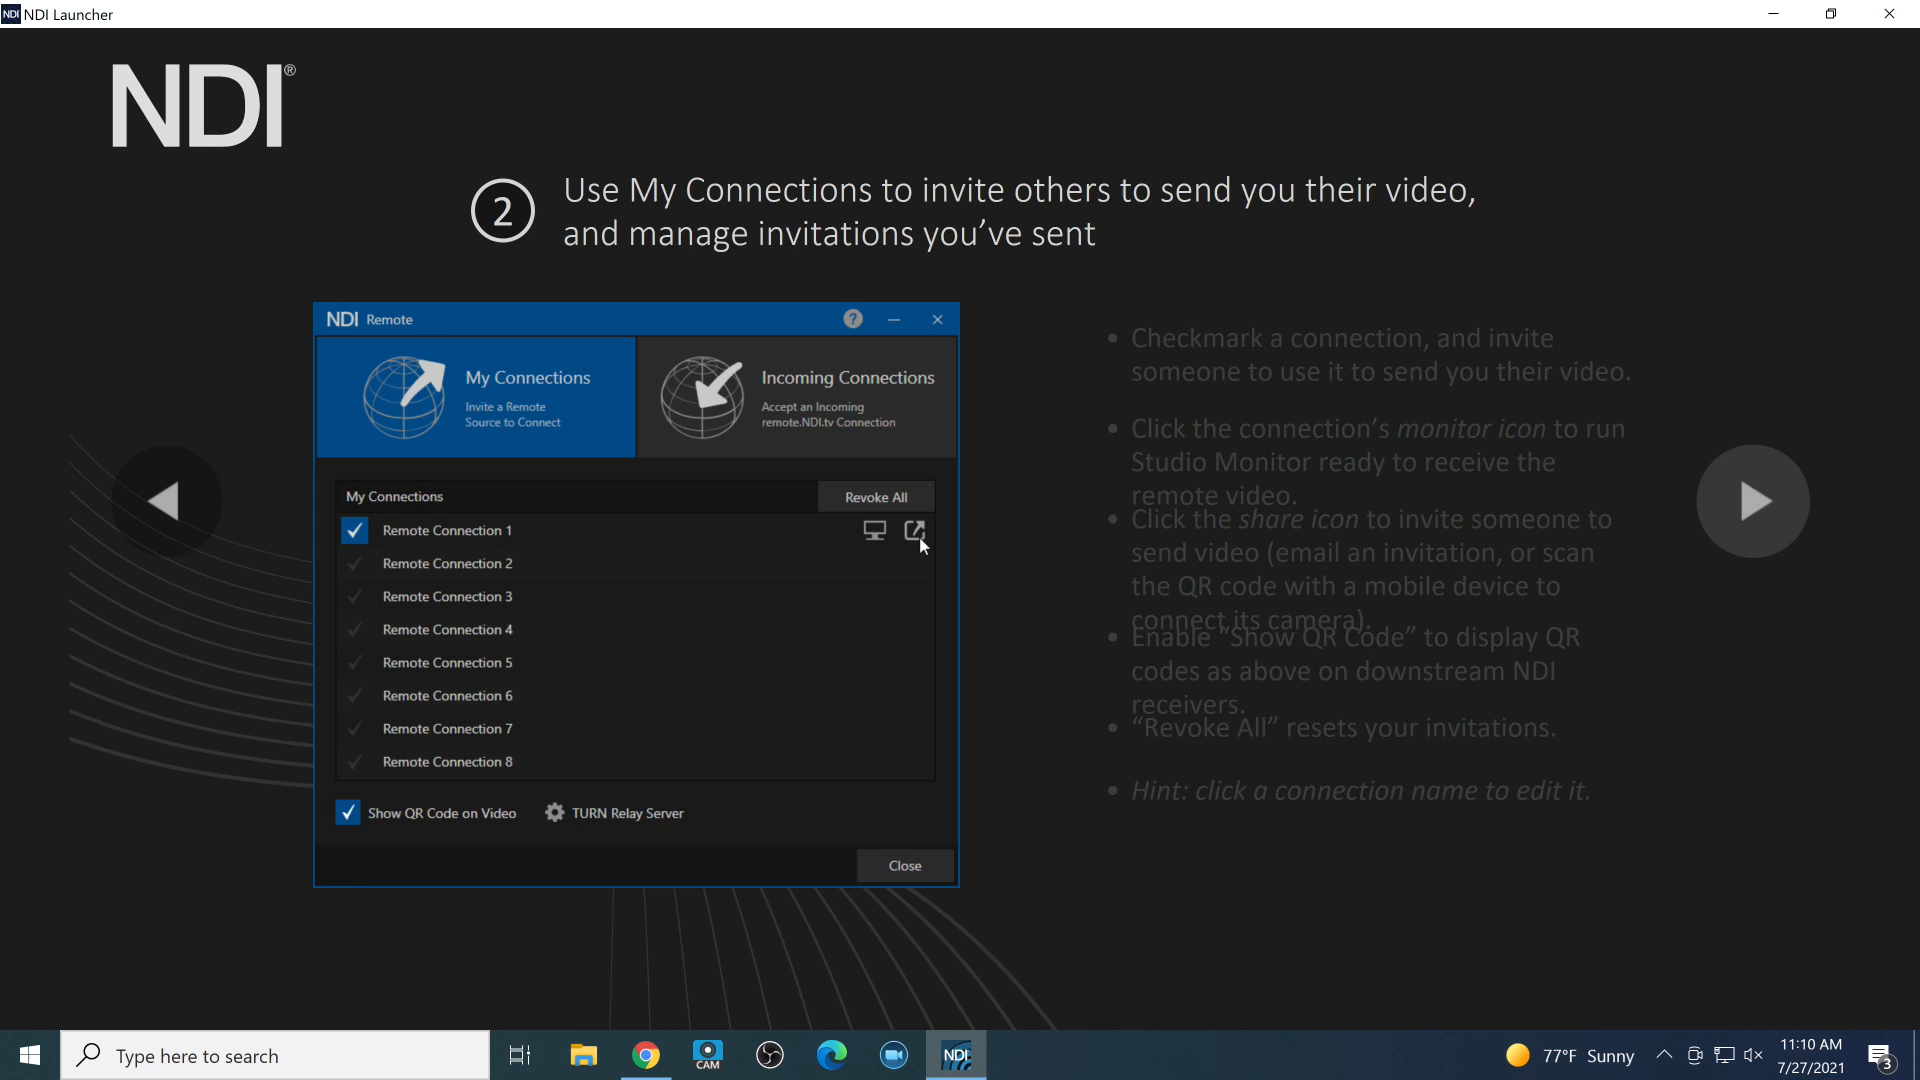 NDI NDI Launcher
NDI®
2
Use My Connections to invite others to send you their video,
and manage invitations you've sent
NDI Remote
?
My Connections
Invite a Remote
Source to Connect
Incoming Connections
Accept an Incoming
remote.NDI.tv Connection
My Connections
Revoke All
Remote Connection 1
Remote Connection 2
Remote Connection 3
Remote Connection 4
Remote Connection 5
Remote Connection 6
Remote Connection 7
Remote Connection 8
Show QR Code on Video
TURN Relay Server
Close
• Checkmark a connection, and invite
someone to use it to send you their video.
• Click the connection's monitor icon to run
Studio Monitor ready to receive the
remote video.
• Click the share icon to invite someone to
send video (email an invitation, or scan
the QR code with a mobile device to
connect its camera).
• Enable "Show QR Code" to display QR
codes as above on downstream NDI
receivers.
• "Revoke All" resets your invitations.
• Hint: click a connection name to edit it.
Type here to search
CAM
NDI
77°F Sunny
11:10 AM
7/27/2021
3